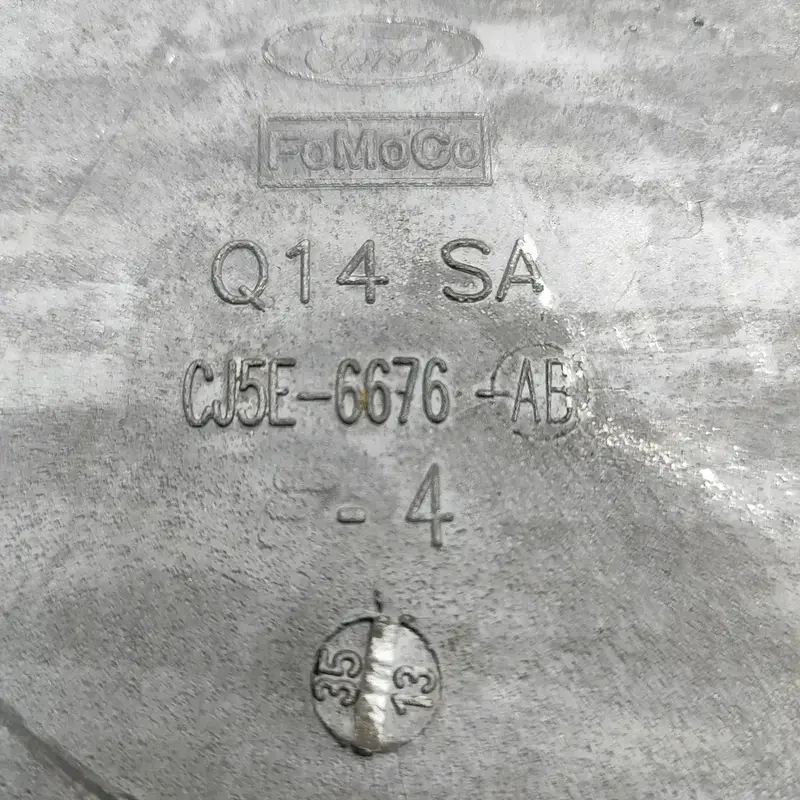 Ford
FoMoCo
Q14 SA
CJ5E-6676-AB
- 4
35 13